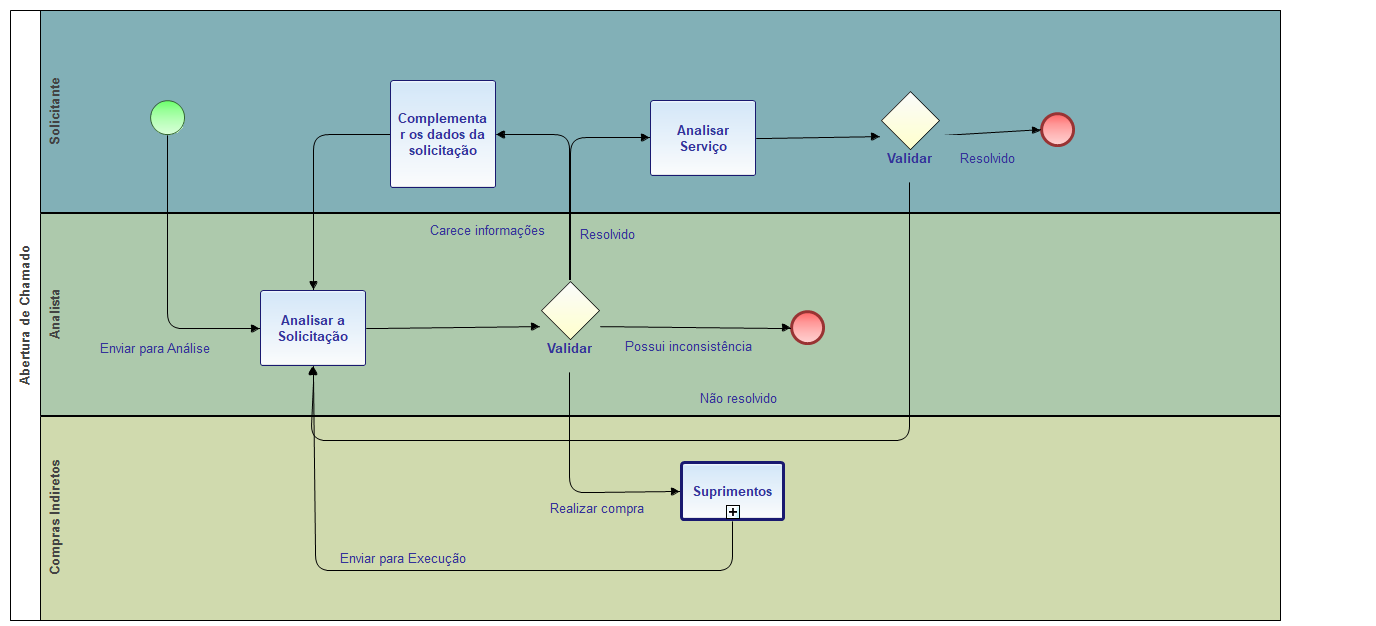 Abertura de Chamado
Solicitante
Complementa
r os dados da
solicitação
Analisar
Serviço
Validar
Resolvido
Analista
Carece informações
Resolvido
Enviar para Análise
Analisar a
Solicitação
Validar
Possui inconsistência
Não resolvido
Compras Indiretos
Suprimentos
Realizar compra
Enviar para Execução